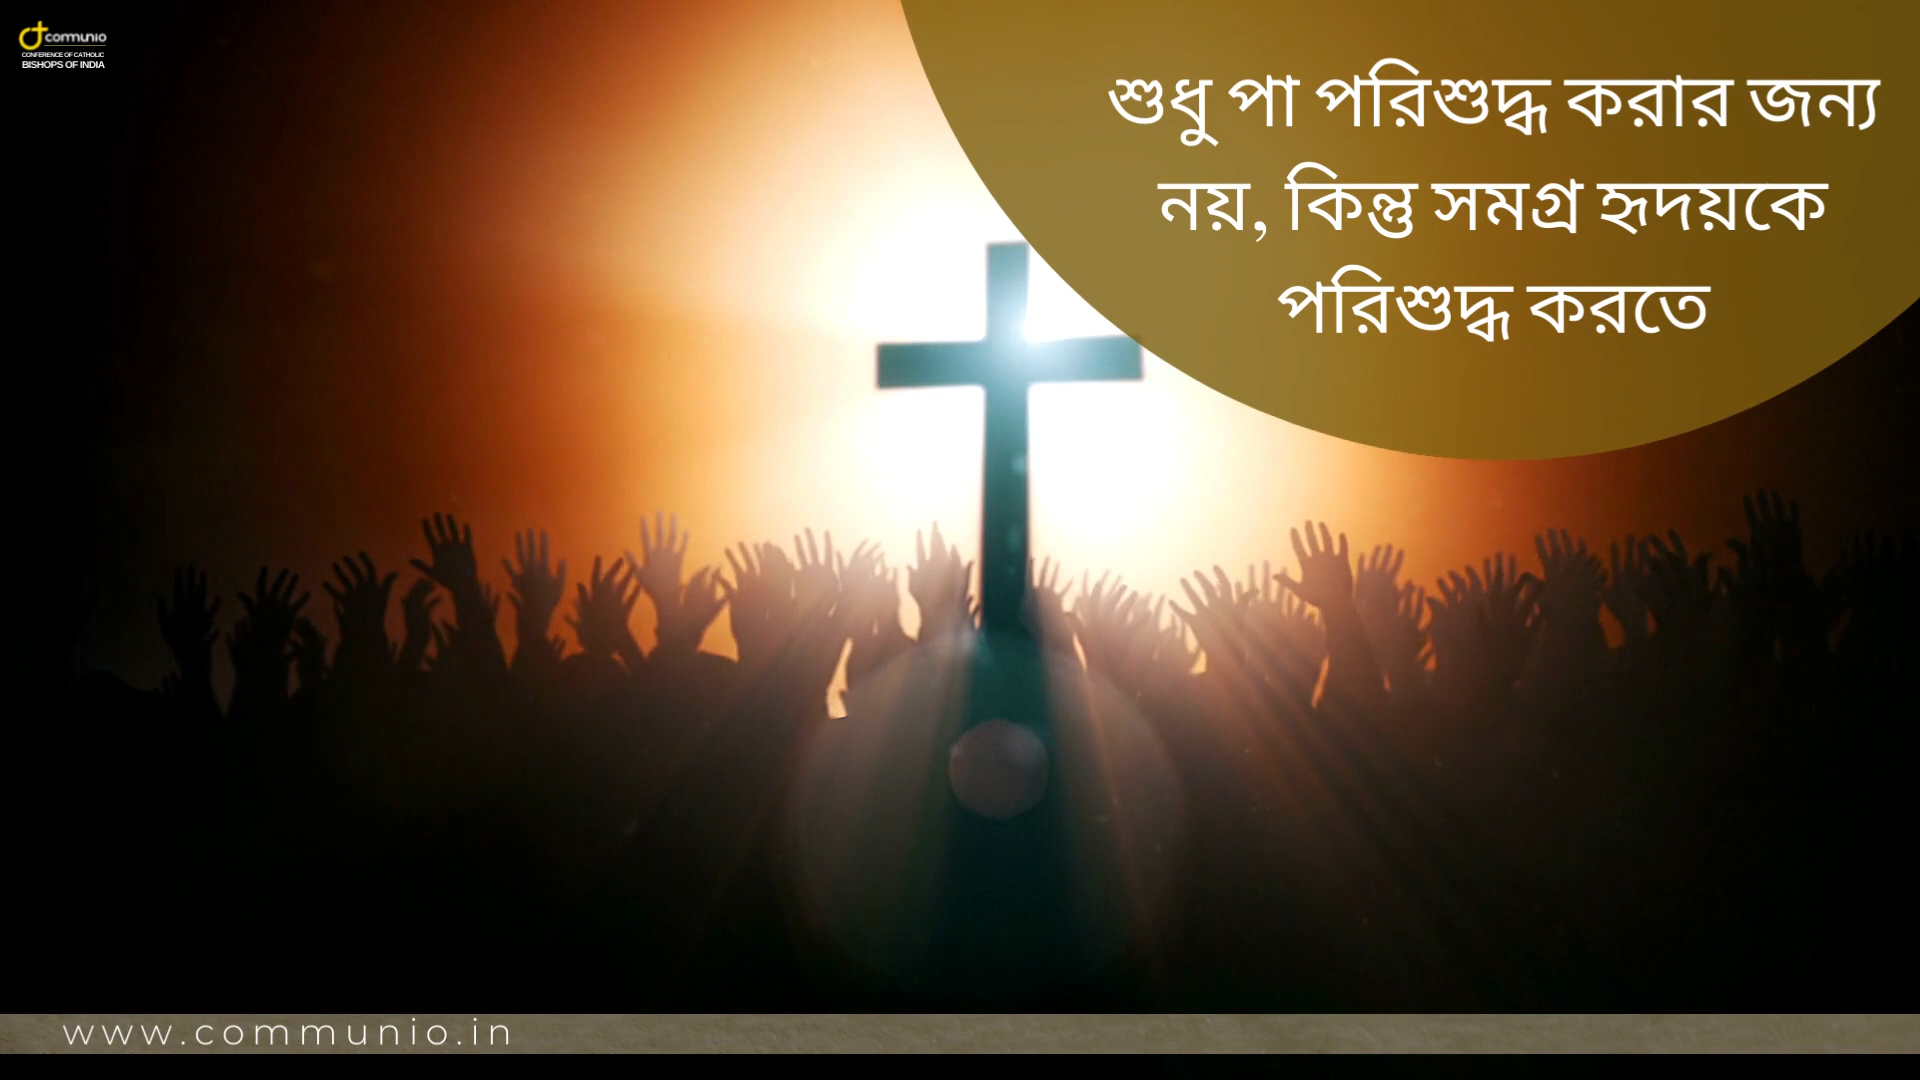 communio
CONFERENCE OF CATHOLIC
BISHOPS OF INDIA
শুধু পা পরিশুদ্ধ করার জন্য
নয়, কিন্তু সমগ্র হৃদয়কে
পরিশুদ্ধ করতে
www.communio.in